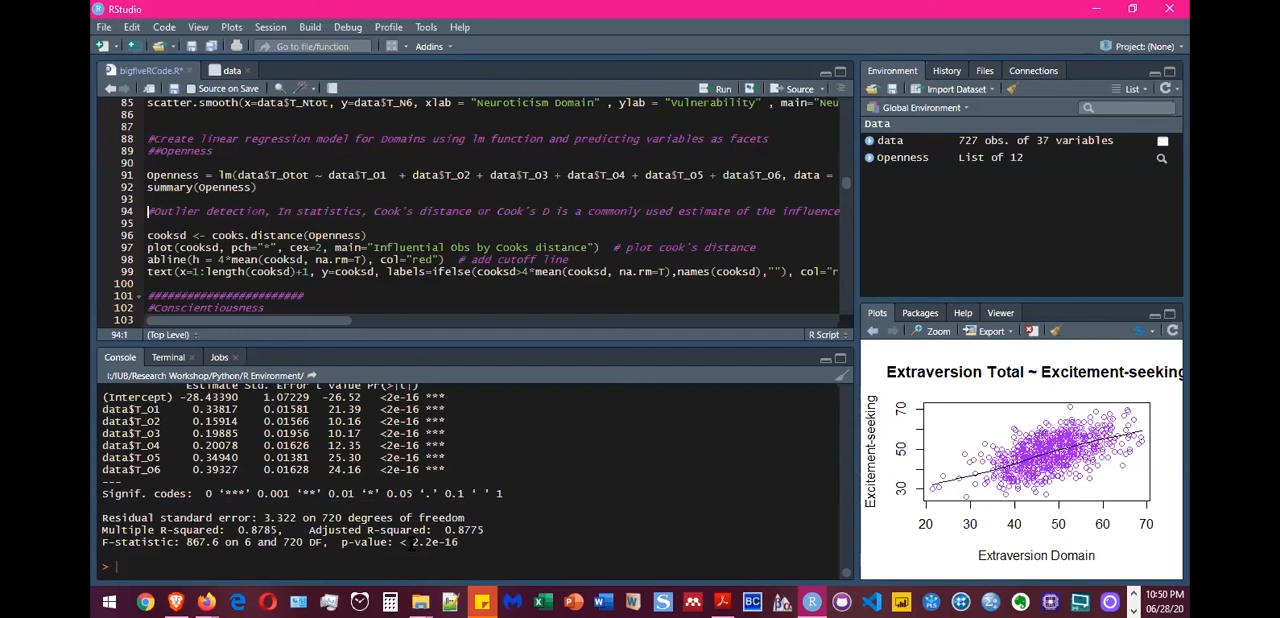 RStudio
File Edit Code View Plots Session Build Debug Profile Tools Help
Go to file/function Addins Project: (None)
bigfiveRCode.R* data
Source on Save Run Source
85 scatter.smooth(x=data$T_Ntot, y=data$T_N6, xlab = "Neuroticism Domain" , ylab = "Vulnerability" , main="Neu
86
87
88 #Create linear regression model for Domains using lm function and predicting variables as facets
89 ##Openness
90
91 Openness = lm(data$T_Otot ~ data$T_O1 + data$T_O2 + data$T_O3 + data$T_O4 + data$T_O5 + data$T_O6, data =
92 summary(Openness)
93
94 #Outlier detection, In statistics, Cook's distance or Cook's D is a commonly used estimate of the influence
95
96 cooksd <- cooks.distance(Openness)
97 plot(cooksd, pch="*", cex=2, main="Influential Obs by Cooks distance") # plot cook's distance
98 abline(h = 4*mean(cooksd, na.rm=T), col="red") # add cutoff line
99 text(x=1:length(cooksd)+1, y=cooksd, labels=ifelse(cooksd>4*mean(cooksd, na.rm=T),names(cooksd),""), col="r
100
101 ########################
102 #Conscientiousness
103
94:1 (Top Level) R Script
Console Terminal Jobs
I:/IUB/Research Workshop/Python/R Environment/
Estimate Std. Error t value Pr(>|t|)
(Intercept) -28.43390 1.07229 -26.52 <2e-16 ***
data$T_O1 0.33817 0.01581 21.39 <2e-16 ***
data$T_O2 0.15914 0.01566 10.16 <2e-16 ***
data$T_O3 0.19885 0.01956 10.17 <2e-16 ***
data$T_O4 0.20078 0.01626 12.35 <2e-16 ***
data$T_O5 0.34940 0.01381 25.30 <2e-16 ***
data$T_O6 0.39327 0.01628 24.16 <2e-16 ***
---
Signif. codes: 0 ‘***’ 0.001 ‘**’ 0.01 ‘*’ 0.05 ‘.’ 0.1 ‘ ’ 1
Residual standard error: 3.322 on 720 degrees of freedom
Multiple R-squared: 0.8785, Adjusted R-squared: 0.8775
F-statistic: 867.6 on 6 and 720 DF, p-value: < 2.2e-16
>
Environment History Files Connections
Import Dataset List
Global Environment
Data
data 727 obs. of 37 variables
Openness List of 12
Plots Packages Help Viewer
Zoom Export
Extraversion Total ~ Excitement-seeking
Excitement-seeking
70
50
30
20 30 40 50 60 70
Extraversion Domain
10:50 PM
06/28/20